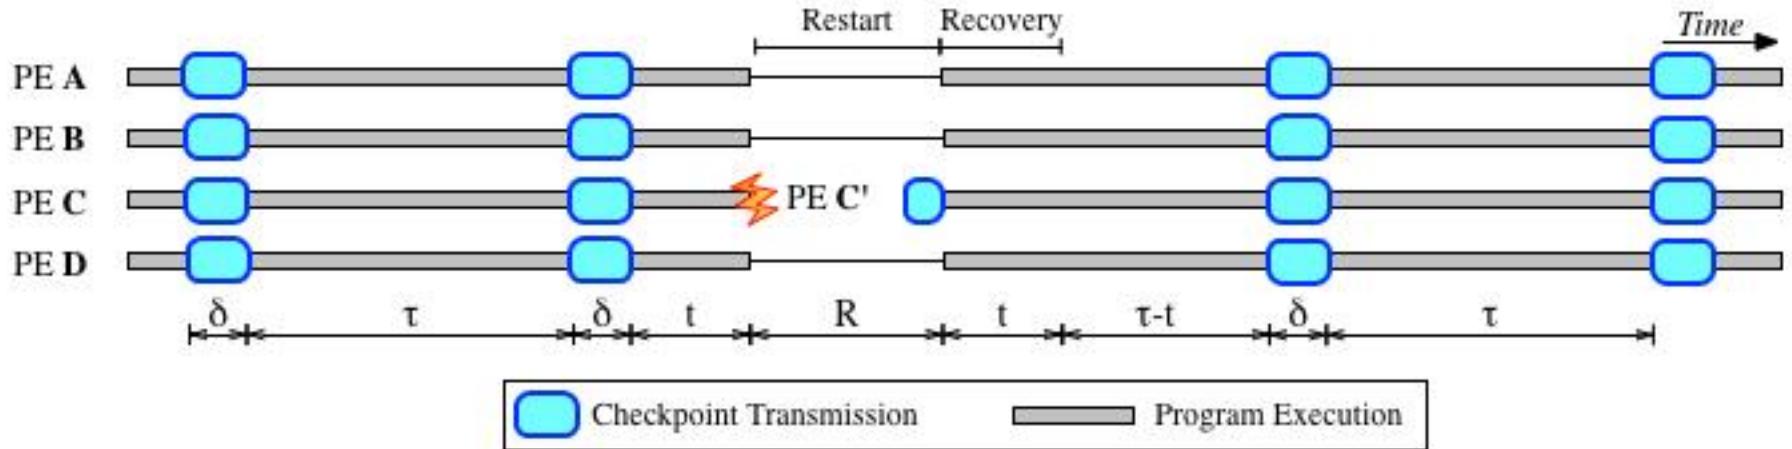 Restart Recovery Time
PE A
PE B
PE C PE C'
PE D
δ τ δ t R t τ-t δ τ
Checkpoint Transmission Program Execution